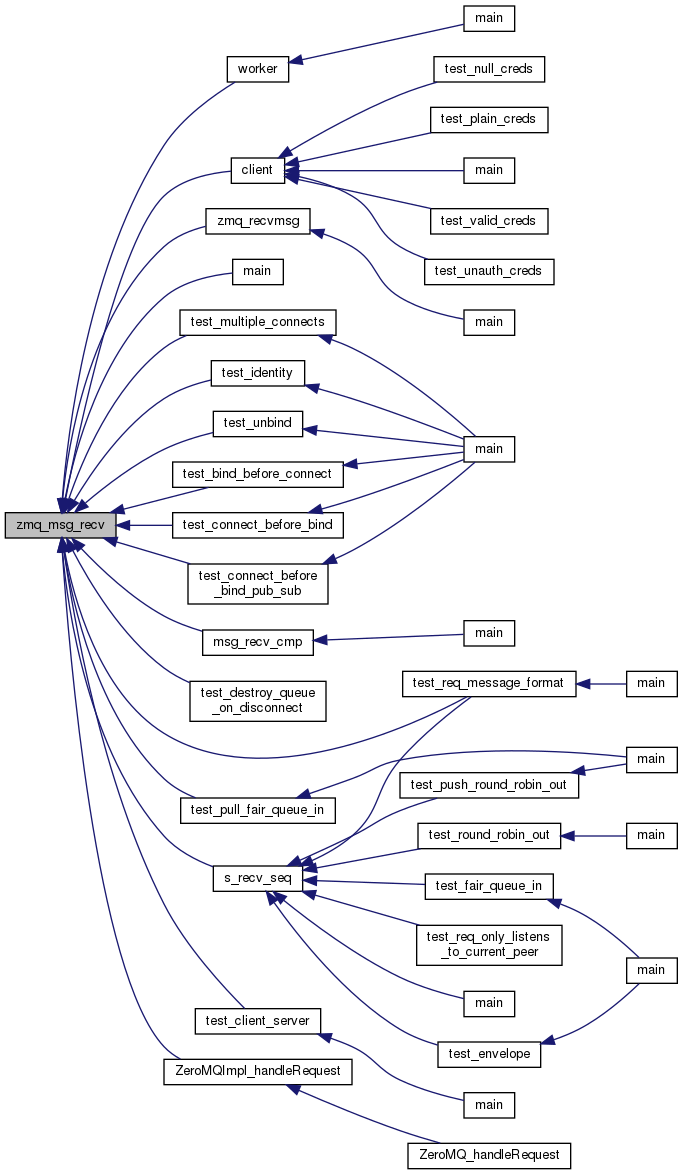 main
worker
test_null_creds
test_plain_creds
client
main
zmq_recvmsg
test_valid_creds
main
test_unauth_creds
test_multiple_connects
main
test_identity
test_unbind
main
test_bind_before_connect
zmq_msg_recv
test_connect_before_bind
test_connect_before
_bind_pub_sub
msg_recv_cmp
main
test_destroy_queue
_on_disconnect
test_req_message_format
main
main
test_push_round_robin_out
test_pull_fair_queue_in
test_round_robin_out
main
s_recv_seq
test_fair_queue_in
test_req_only_listens
_to_current_peer
main
main
test_client_server
test_envelope
ZeroMQImpl_handleRequest
main
ZeroMQ_handleRequest